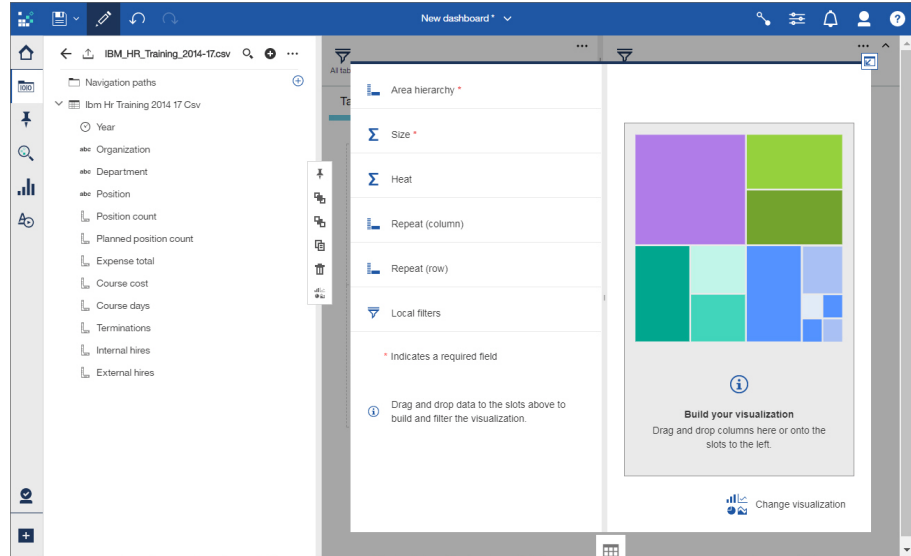 New dashboard *
IBM_HR_Training_2014-17.csv
Navigation paths
Ibm Hr Training 2014 17 Csv
Year
abc Organization
abc Department
abc Position
Position count
Planned position count
Expense total
Course cost
Course days
Terminations
Internal hires
External hires
All tab
Ta
Area hierarchy *
Size *
Heat
Repeat (column)
Repeat (row)
Local filters
* Indicates a required field
Drag and drop data to the slots above to
build and filter the visualization.
Build your visualization
Drag and drop columns here or onto the
slots to the left.
Change visualization